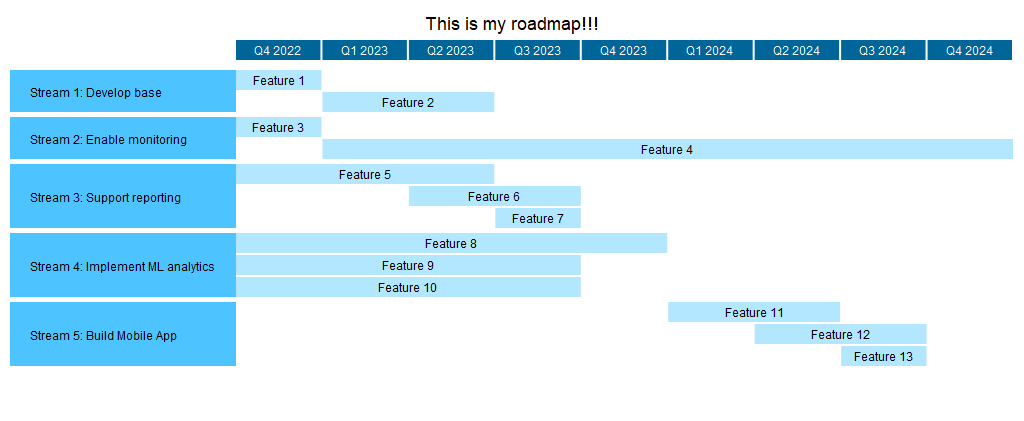 This is my roadmap!!!
Q4 2022 Q1 2023 Q2 2023 Q3 2023 Q4 2023 Q1 2024 Q2 2024 Q3 2024 Q4 2024
Stream 1: Develop base
Feature 1
Feature 2
Stream 2: Enable monitoring
Feature 3
Feature 4
Stream 3: Support reporting
Feature 5
Feature 6
Feature 7
Stream 4: Implement ML analytics
Feature 8
Feature 9
Feature 10
Stream 5: Build Mobile App
Feature 11
Feature 12
Feature 13